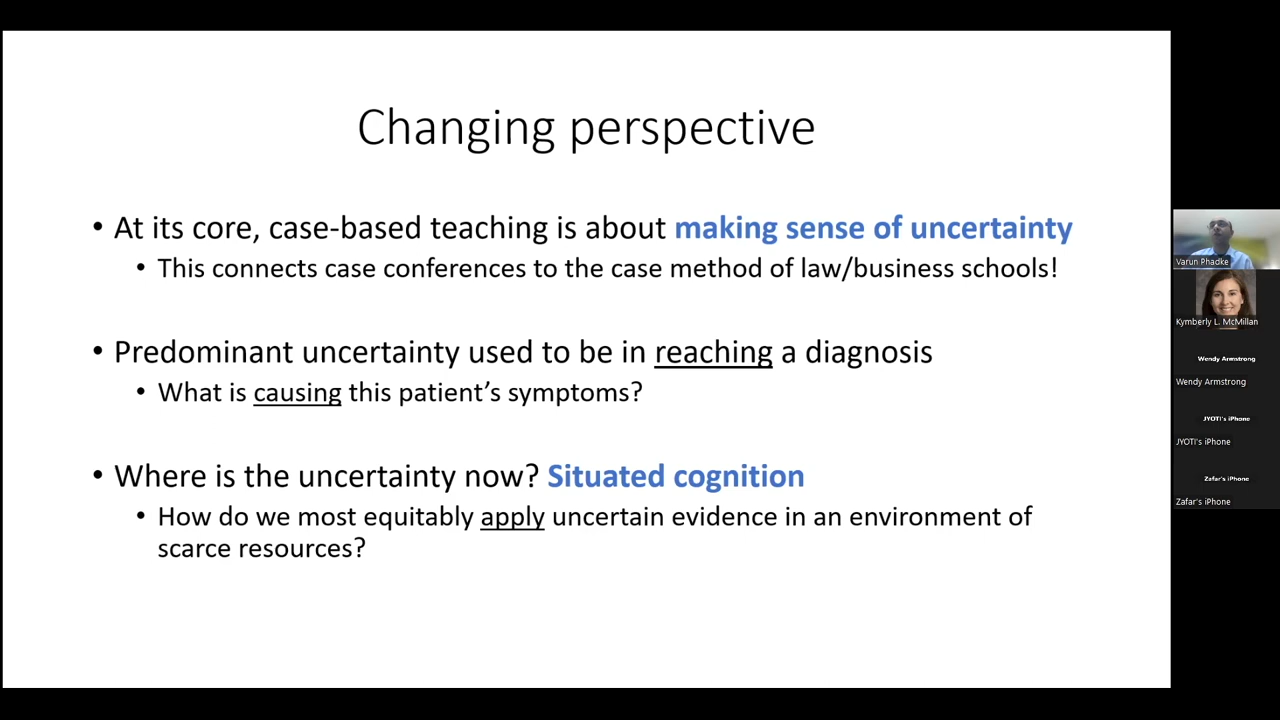 Changing perspective
• At its core, case-based teaching is about making sense of uncertainty
• This connects case conferences to the case method of law/business schools!
• Predominant uncertainty used to be in reaching a diagnosis
• What is causing this patient’s symptoms?
• Where is the uncertainty now? Situated cognition
• How do we most equitably apply uncertain evidence in an environment of
scarce resources?
Varun Phadke
Kymberly L. McMillan
Wendy Armstrong
Wendy Armstrong
JYOTI's iPhone
JYOTI's iPhone
Zafar's iPhone
Zafar's iPhone